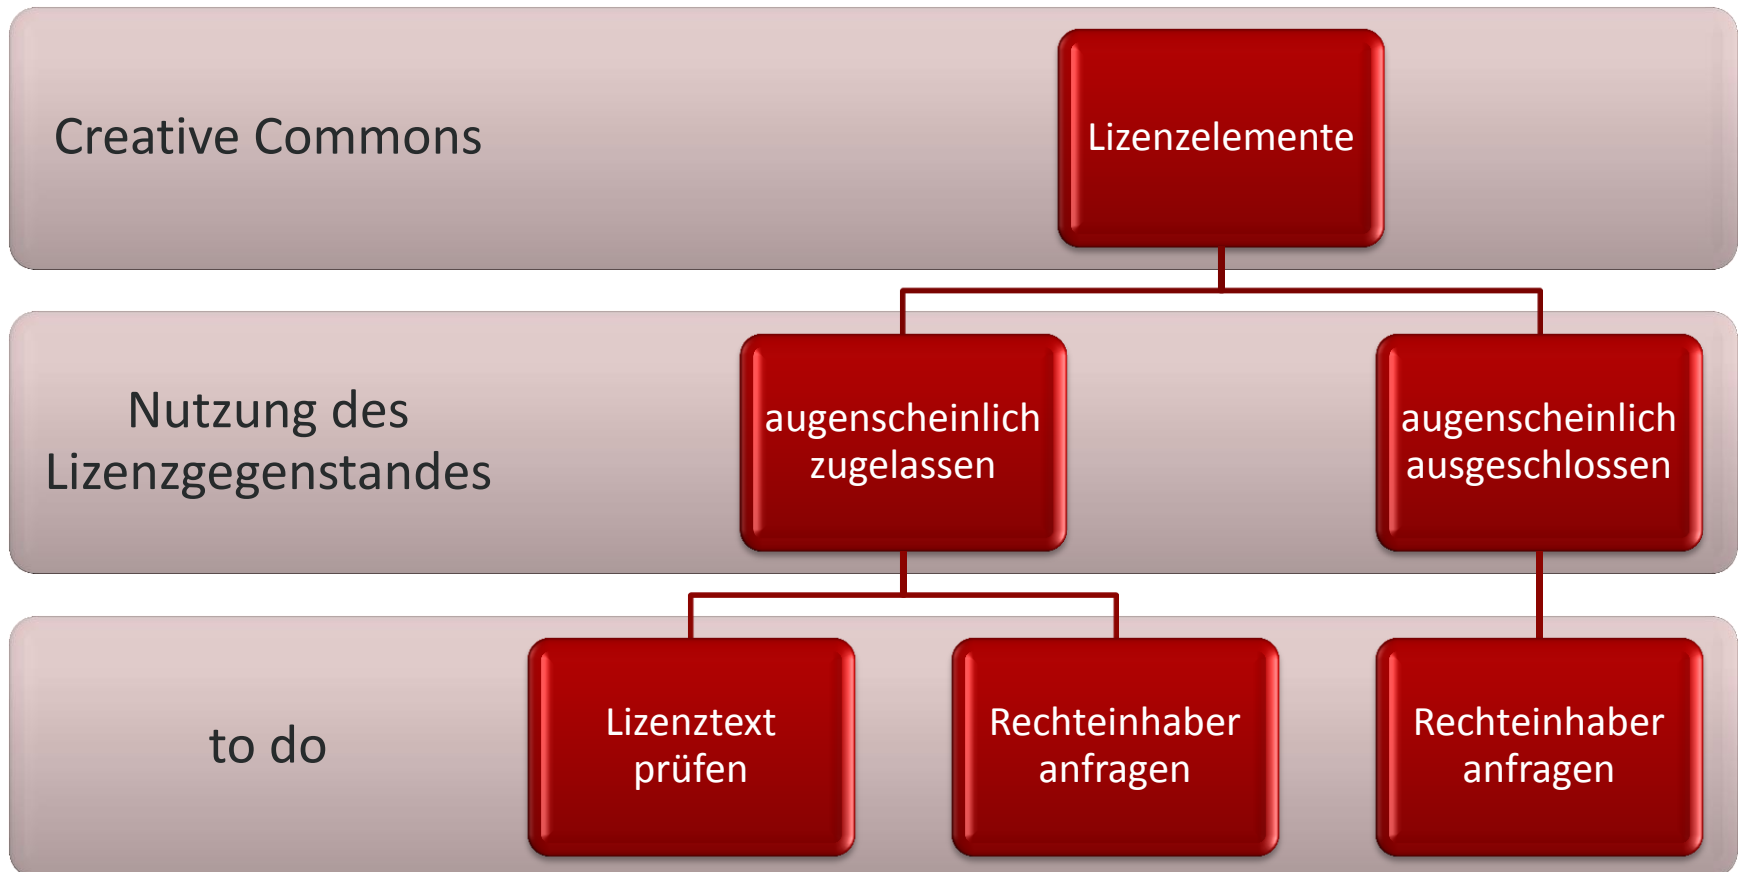 Creative Commons
Lizenzelemente
Nutzung des
Lizenzgegenstandes
augenscheinlich
zugelassen
augenscheinlich
ausgeschlossen
to do
Lizenztext
prüfen
Rechteinhaber
anfragen
Rechteinhaber
anfragen